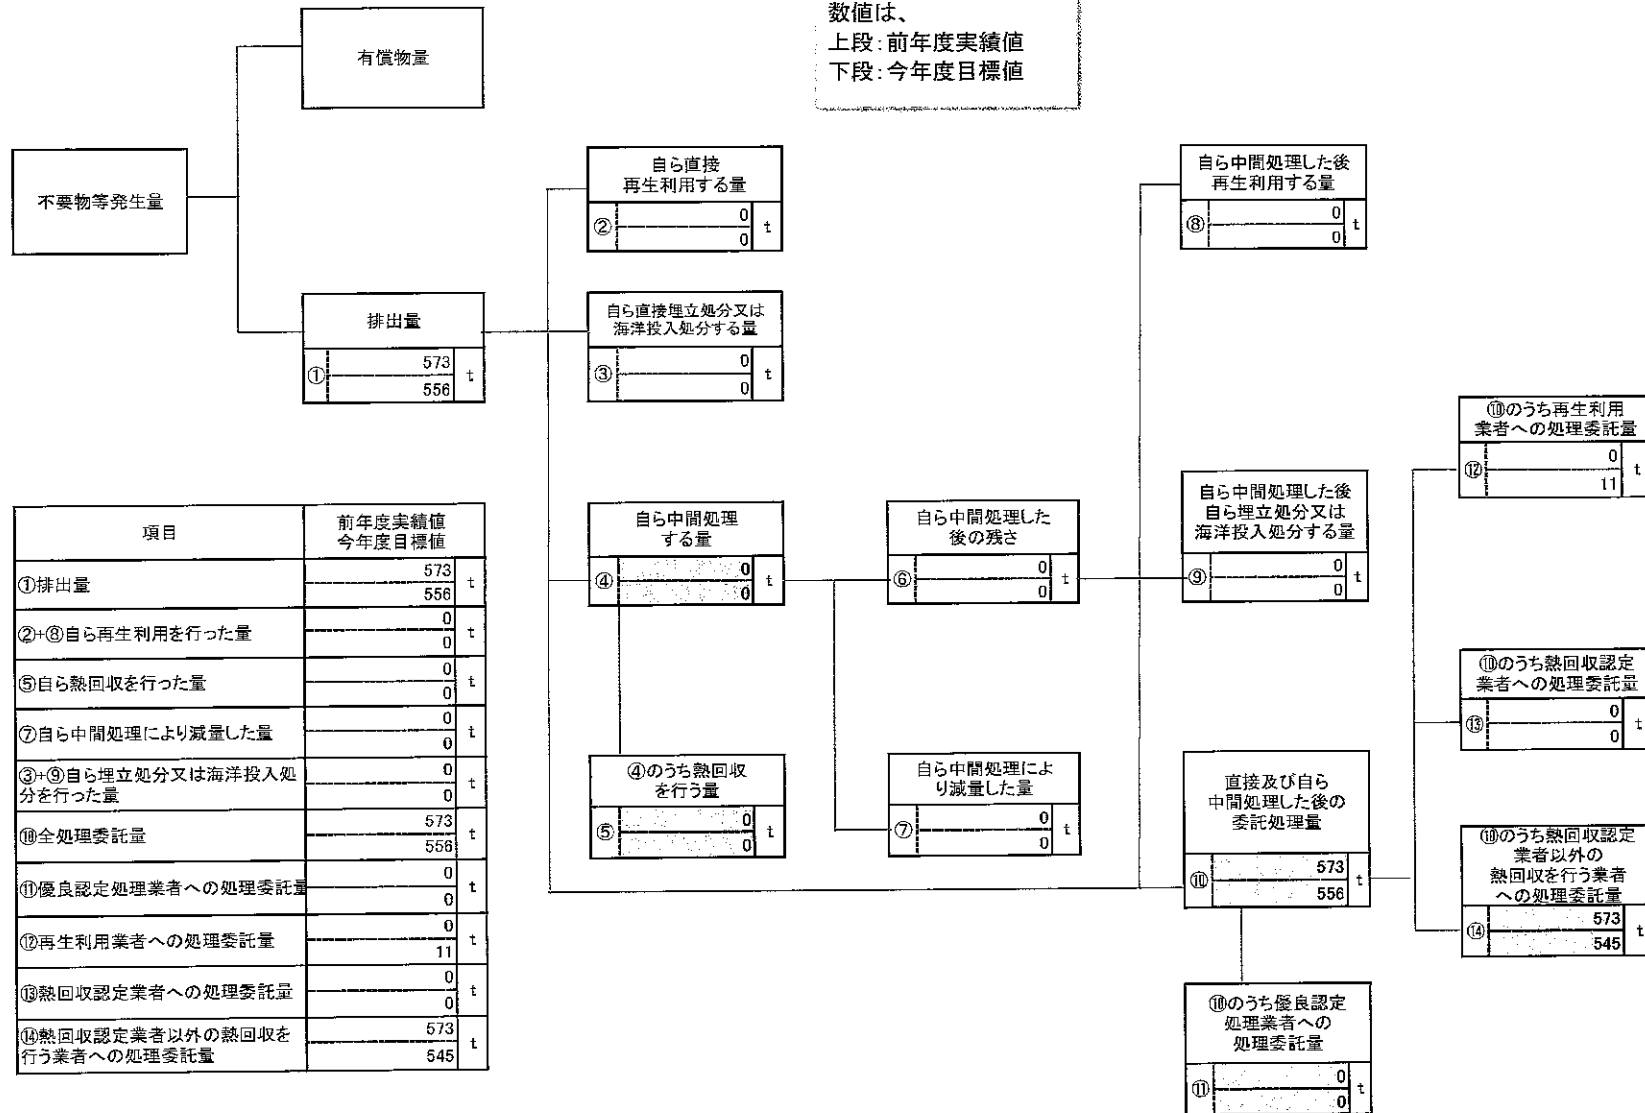 数値は、
上段：前年度実績値
下段：今年度目標値
有償物量
不要物等発生量
排出量
①
573
556
t
自ら直接
再生利用する量
②
0
0
t
自ら直接埋立処分又は
海洋投入処分する量
③
0
0
t
自ら中間処理
する量
④
0
0
t
④のうち熱回収
を行う量
⑤
0
0
t
自ら中間処理した
後の残さ
⑥
0
0
t
自ら中間処理によ
り減量した量
⑦
0
0
t
自ら中間処理した後
再生利用する量
⑧
0
0
t
自ら中間処理した後
自ら埋立処分又は
海洋投入処分する量
⑨
0
0
t
直接及び自ら
中間処理した後の
委託処理量
⑩
573
556
t
⑩のうち優良認定
処理業者への
処理委託量
⑪
0
0
t
⑩のうち再生利用
業者への処理委託量
⑫
0
11
t
⑩のうち熱回収認定
業者への処理委託量
⑬
0
0
t
⑩のうち熱回収認定
業者以外の
熱回収を行う業者
への処理委託量
⑭
573
545
t
項目
前年度実績値
今年度目標値
①排出量
573
556
t
②+⑧自ら再生利用を行った量
0
0
t
⑤自ら熱回収を行った量
0
0
t
⑦自ら中間処理により減量した量
0
0
t
③+⑨自ら埋立処分又は海洋投入処
分を行った量
0
0
t
⑩全処理委託量
573
556
t
⑪優良認定処理業者への処理委託量
0
0
t
⑫再生利用業者への処理委託量
0
11
t
⑬熱回収認定業者への処理委託量
0
0
t
⑭熱回収認定業者以外の熱回収を
行う業者への処理委託量
573
545
t